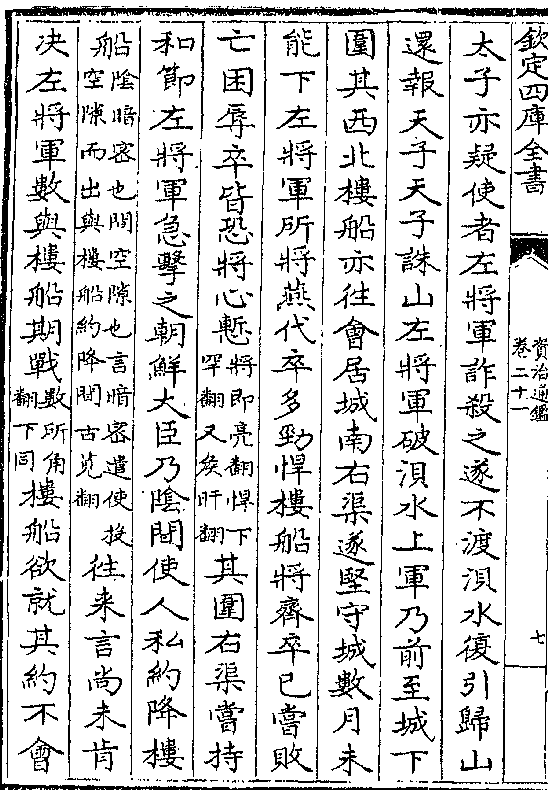 欽定四庫全書
資治通鑑
卷二十一
七
太子亦疑使者左將軍詐殺之遂不渡浿水復引歸山
還報天子天子誅山左將軍破浿水上軍乃前至城下
圍其西北樓船亦往會居城南右渠遂堅守城數月未
能下左將軍所將燕代卒多勁悍樓船將齊卒已嘗敗
亡困辱卒皆恐將心慙將即亮翻悍下罕翻又矦旰翻其圍右渠嘗持
和節左將軍急擊之朝鮮大臣乃陰間使人私約降樓
船陰暗密也間空隙也言暗密遣使投空隙而出與樓船約降間古莧翻往來言尚未肯
决左將軍數與樓船期戰數所角翻下同樓船欲就其約不會